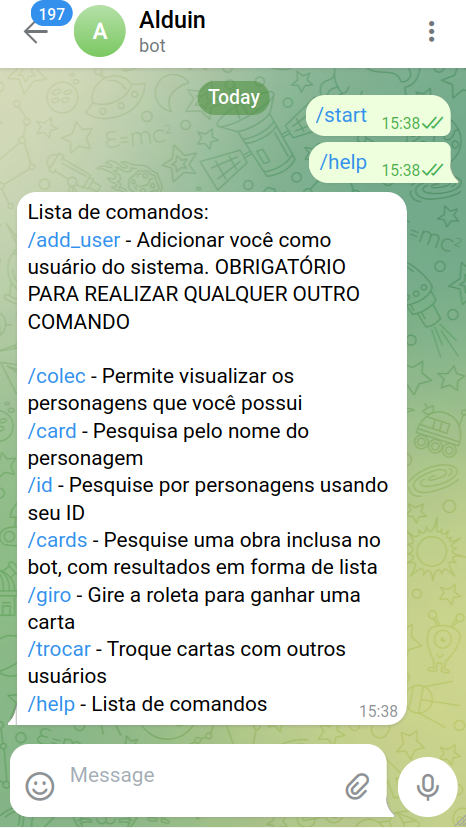 197
A
Alduin
bot
Today
/start 15:38
/help 15:38
Lista de comandos:
/add_user - Adicionar você como
usuário do sistema. OBRIGATÓRIO
PARA REALIZAR QUALQUER OUTRO
COMANDO
/colec - Permite visualizar os
personagens que você possui
/card - Pesquisa pelo nome do
personagem
/id - Pesquise por personagens usando
seu ID
/cards - Pesquise uma obra inclusa no
bot, com resultados em forma de lista
/giro - Gire a roleta para ganhar uma
carta
/trocar - Troque cartas com outros
usuários
/help - Lista de comandos
15:38
Message